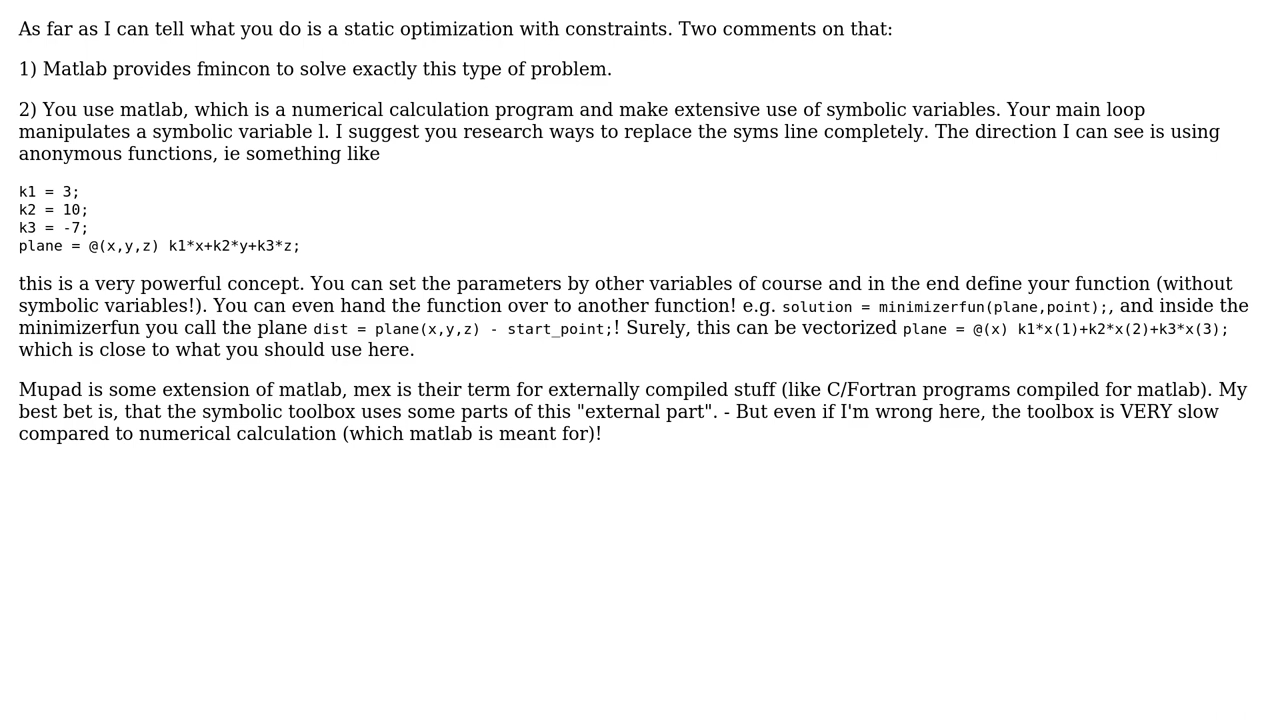 As far as I can tell what you do is a static optimization with constraints. Two comments on that:
1) Matlab provides fmincon to solve exactly this type of problem.
2) You use matlab, which is a numerical calculation program and make extensive use of symbolic variables. Your main loop
manipulates a symbolic variable l. I suggest you research ways to replace the syms line completely. The direction I can see is using
anonymous functions, ie something like
k1 = 3;
k2 = 10;
k3 = -7;
plane = @(x,y,z) k1*x+k2*y+k3*z;
this is a very powerful concept. You can set the parameters by other variables of course and in the end define your function (without
symbolic variables!). You can even hand the function over to another function! e.g. solution = minimizerfun(plane,point);, and inside the
minimizerfun you call the plane dist = plane(x,y,z) - start_point;! Surely, this can be vectorized plane = @(x) k1*x(1)+k2*x(2)+k3*x(3);
which is close to what you should use here.
Mupad is some extension of matlab, mex is their term for externally compiled stuff (like C/Fortran programs compiled for matlab). My
best bet is, that the symbolic toolbox uses some parts of this "external part". - But even if I'm wrong here, the toolbox is VERY slow
compared to numerical calculation (which matlab is meant for)!